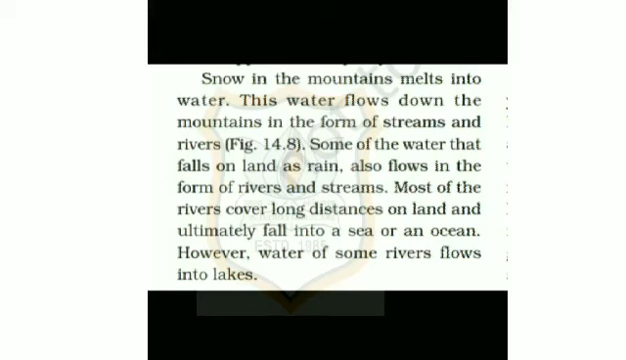 Snow in the mountains melts into
water. This water flows down the
mountains in the form of streams and
rivers (Fig. 14.8). Some of the water that
falls on land as rain, also flows in the
form of rivers and streams. Most of the
rivers cover long distances on land and
ultimately fall into a sea or an ocean.
However, water of some rivers flows
into lakes.
ESTD. 1985